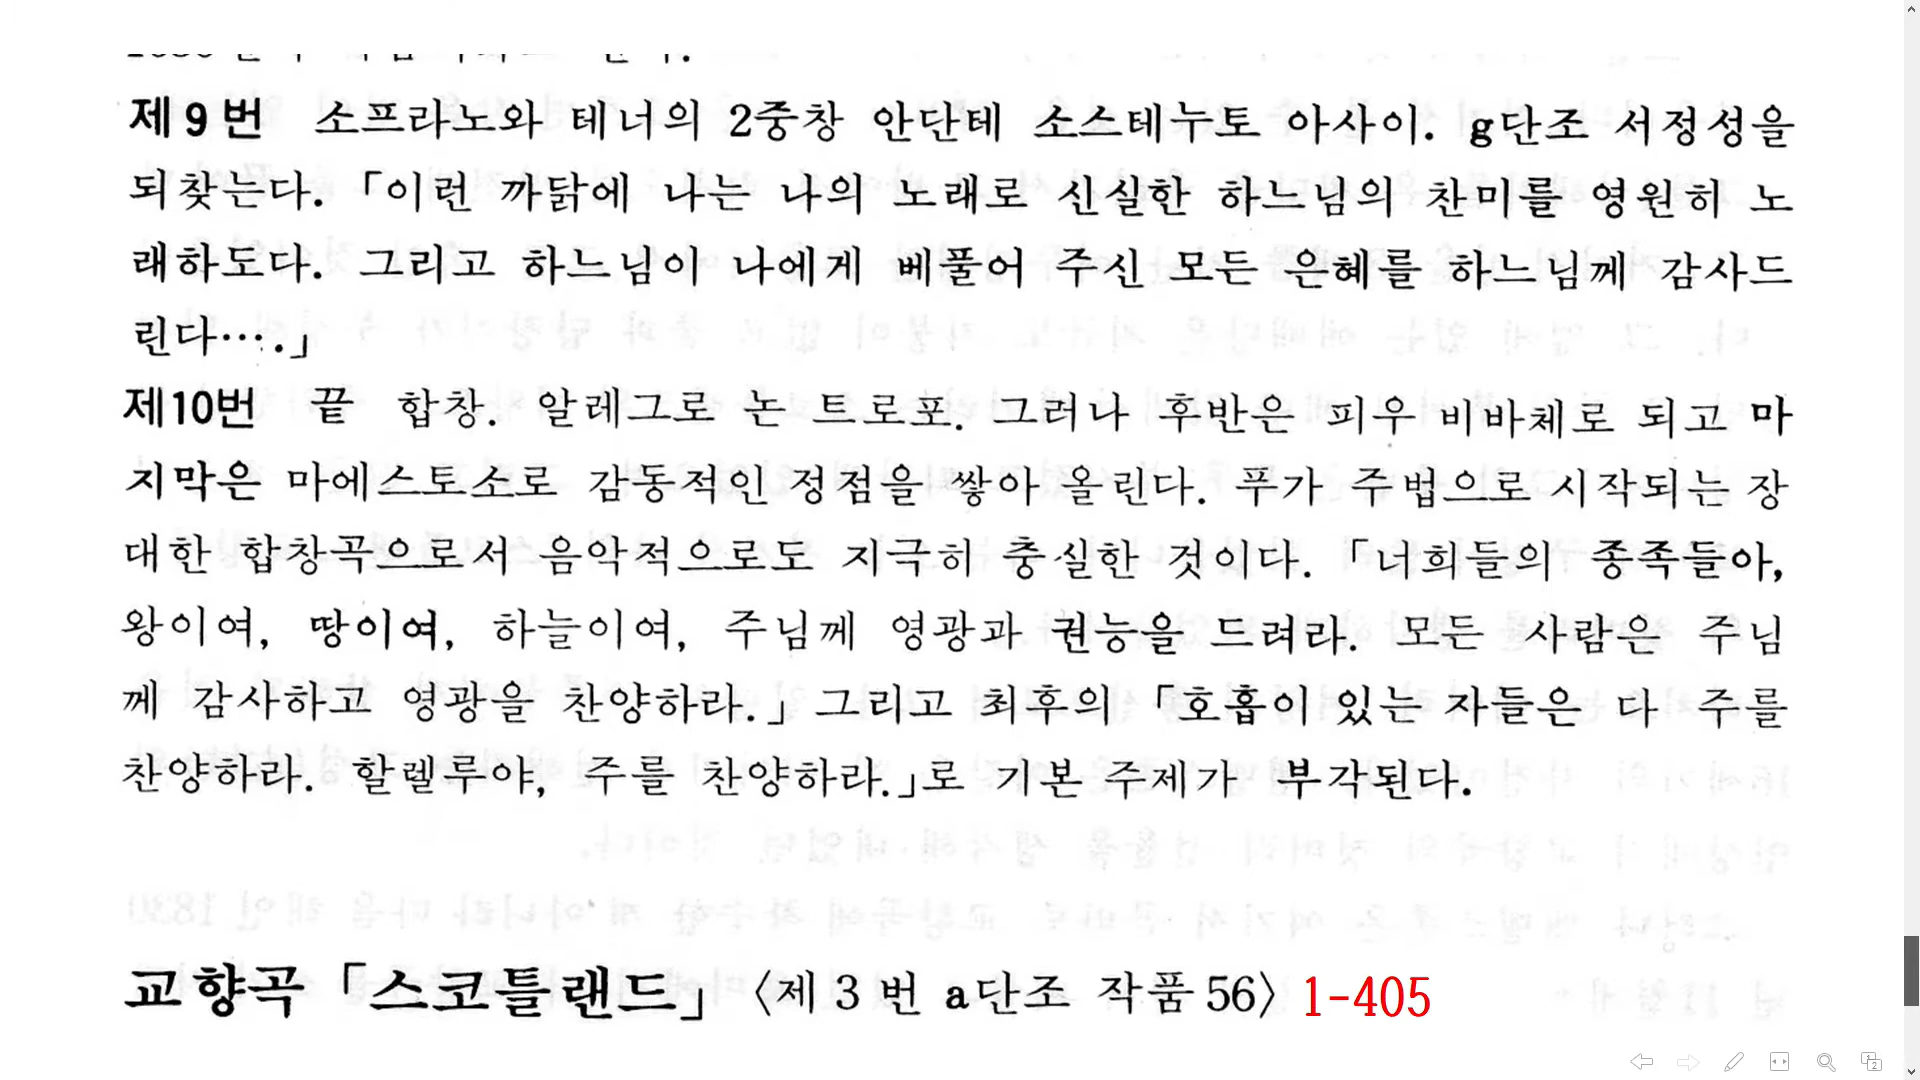 제9번 소프라노와 테너의 2중창 안단테 소스테누토 아사이. g단조 서정성을
되찾는다. 「이런 까닭에 나는 나의 노래로 신실한 하느님의 찬미를 영원히 노
래하도다. 그리고 하느님이 나에게 베풀어 주신 모든 은혜를 하느님께 감사드
린다….」
제10번 끝 합창. 알레그로 논 트로포. 그러나 후반은 피우 비바체로 되고 마
지막은 마에스토소로 감동적인 정점을 쌓아 올린다. 푸가 주법으로 시작되는 장
대한 합창곡으로서 음악적으로도 지극히 충실한 것이다. 「너희들의 종족들아,
왕이여, 땅이여, 하늘이여, 주님께 영광과 권능을 드려라. 모든 사람은 주님
께 감사하고 영광을 찬양하라.」 그리고 최후의 「호흡이 있는 자들은 다 주를
찬양하라. 할렐루야, 주를 찬양하라.」로 기본 주제가 부각된다.
교향곡 「스코틀랜드」 〈제3번 a단조 작품 56〉 1-405